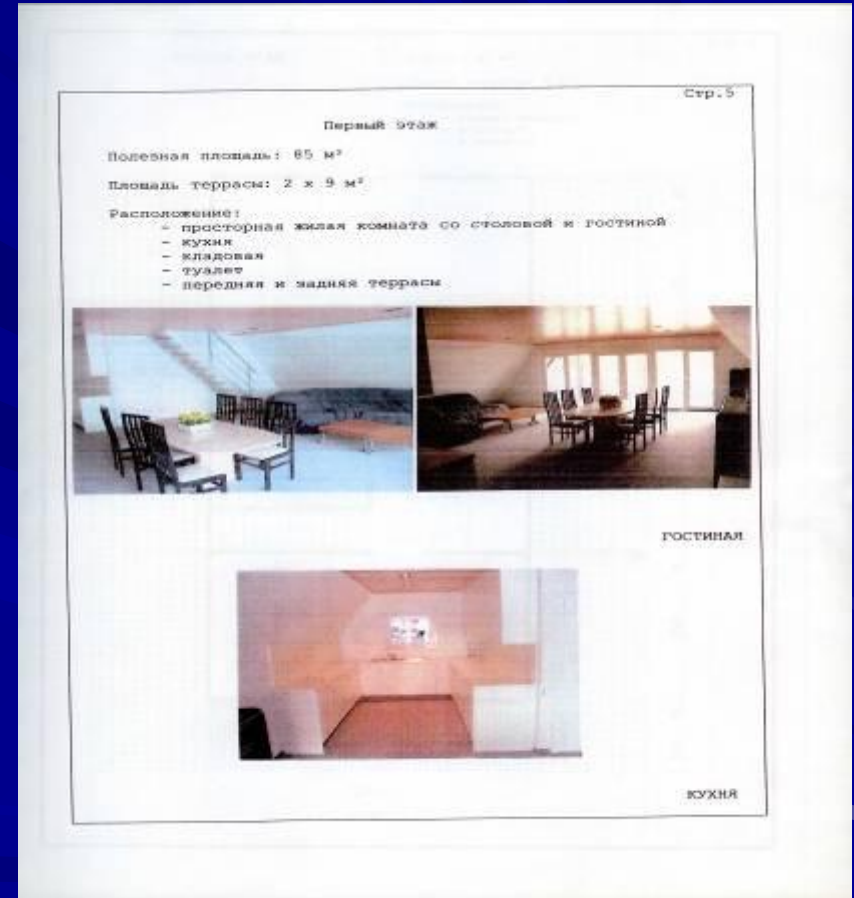 Стр.5
Первый этаж
Полезная площадь: 85 м²
Площадь террасы: 2 x 9 м²
Расположение:
- просторная жилая комната со столовой и гостиной
- кухня
- кладовая
- туалет
- передняя и задняя террасы
ГОСТИНАЯ
КУХНЯ